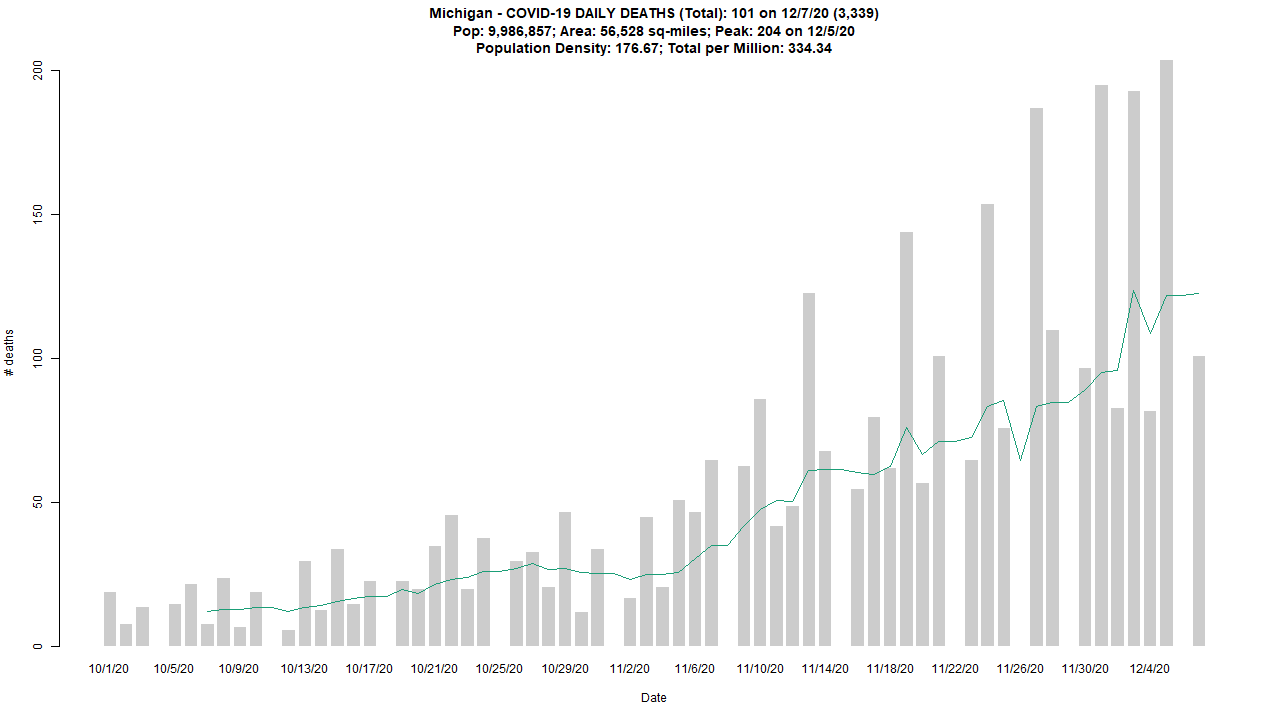 Michigan - COVID-19 DAILY DEATHS (Total): 101 on 12/7/20 (3,339)
Pop: 9,986,857; Area: 56,528 sq-miles; Peak: 204 on 12/5/20
Population Density: 176.67; Total per Million: 334.34
200
150
100
50
0
# deaths
10/1/20 10/5/20 10/9/20 10/13/20 10/17/20 10/21/20 10/25/20 10/29/20 11/2/20 11/6/20 11/10/20 11/14/20 11/18/20 11/22/20 11/26/20 11/30/20 12/4/20
Date